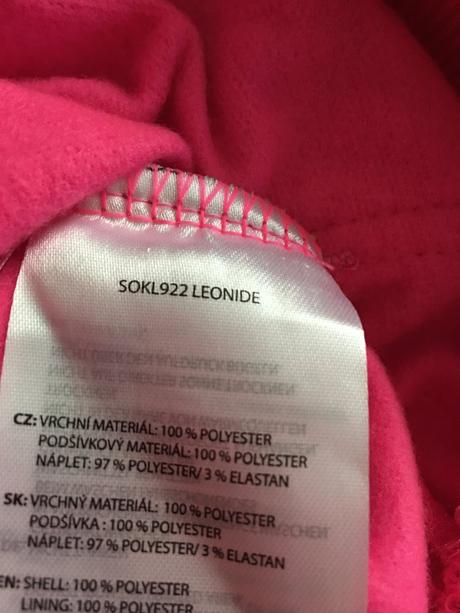 SOKL922 LEONIDE
CZ: VRCHNÍ MATERIÁL: 100 % POLYESTER
PODŠÍVKOVÝ MATERIÁL: 100 % POLYESTER
NÁPLET: 97 % POLYESTER/ 3 % ELASTAN
SK: VRCHNÝ MATERIÁL: 100 % POLYESTER
PODŠÍVKA : 100 % POLYESTER
NÁPLET: 97 % POLYESTER/ 3 % ELASTAN
EN: SHELL: 100 % POLYESTER
LINING: 100 % POLYESTER